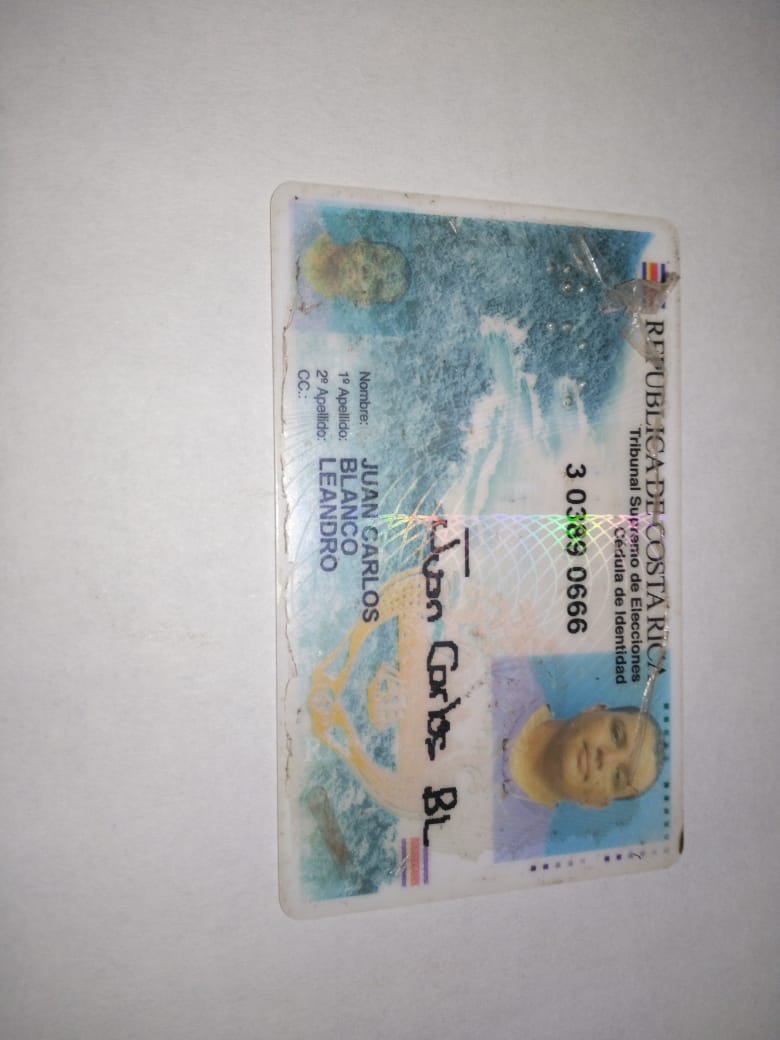 REPUBLICA DE COSTA RICA
Tribunal Supremo de Elecciones
Cédula de Identidad
3 0389 0666
Juan Carlos BL
Nombre: JUAN CARLOS
1º Apellido: BLANCO
2º Apellido: LEANDRO
CC.: